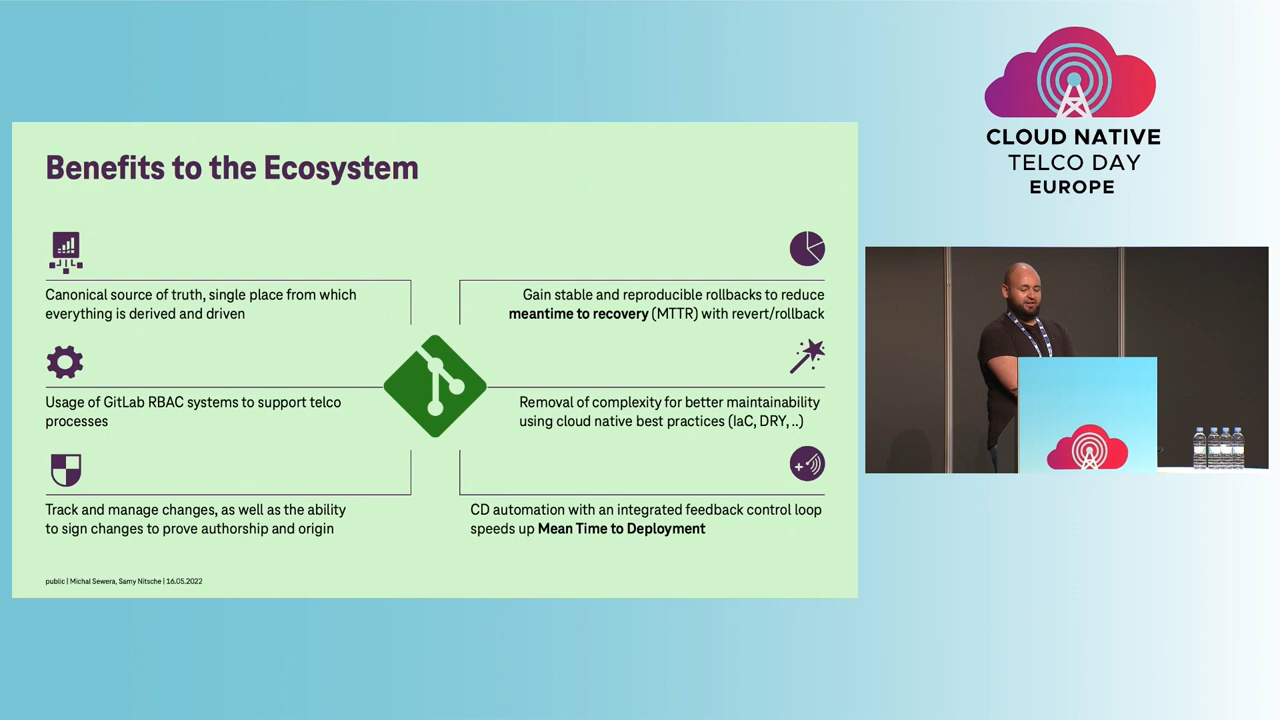 Benefits to the Ecosystem
Canonical source of truth, single place from which
everything is derived and driven
Usage of GitLab RBAC systems to support telco
processes
Track and manage changes, as well as the ability
to sign changes to prove authorship and origin
Gain stable and reproducible rollbacks to reduce
meantime to recovery (MTTR) with revert/rollback
Removal of complexity for better maintainability
using cloud native best practices (IaC, DRY, ..)
CD automation with an integrated feedback control loop
speeds up Mean Time to Deployment
public | Michal Sewera, Samy Nitsche | 16.05.2022
CLOUD NATIVE
TELCO DAY
EUROPE